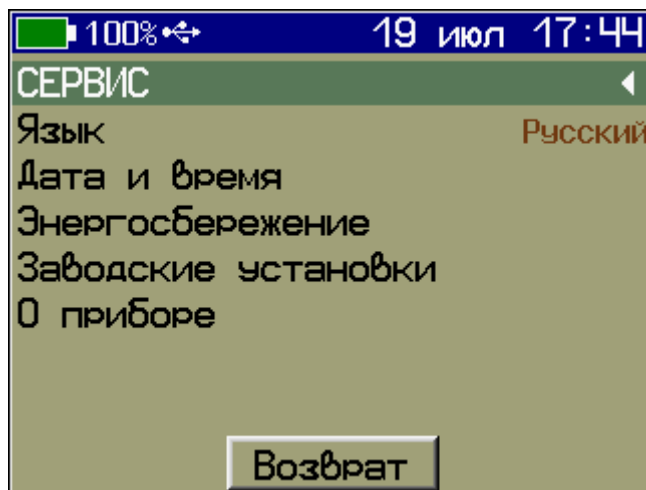 100% 19 июл 17:44
СЕРВИС
Язык Русский
Дата и время
Энергосбережение
Заводские установки
О приборе
Возврат